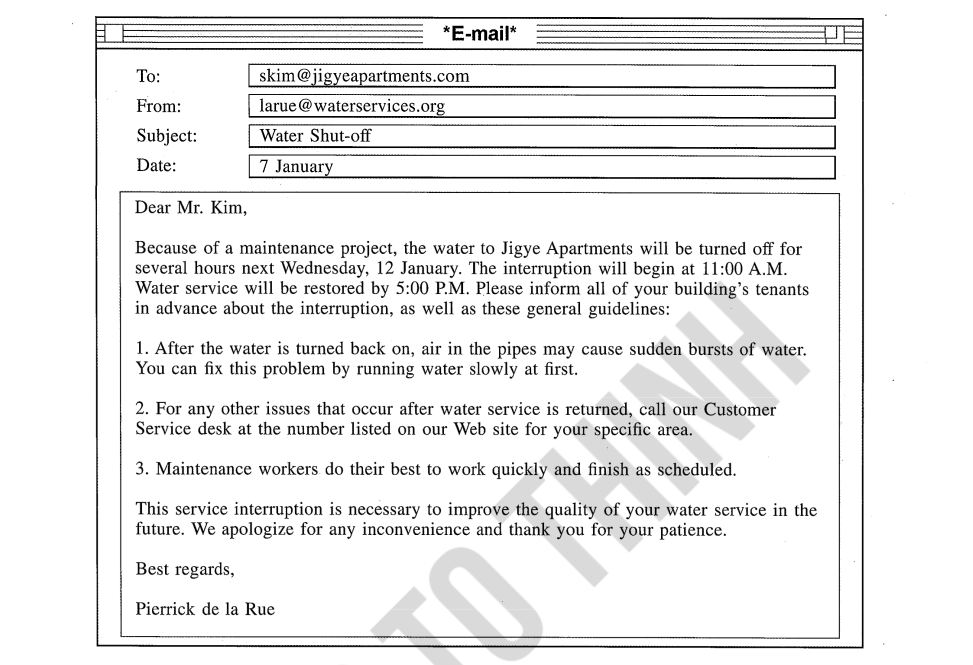 *E-mail*
To: skim@jigyeapartments.com
From: larue@waterservices.org
Subject: Water Shut-off
Date: 7 January
Dear Mr. Kim,
Because of a maintenance project, the water to Jigye Apartments will be turned off for
several hours next Wednesday, 12 January. The interruption will begin at 11:00 A.M.
Water service will be restored by 5:00 P.M. Please inform all of your building's tenants
in advance about the interruption, as well as these general guidelines:
1. After the water is turned back on, air in the pipes may cause sudden bursts of water.
You can fix this problem by running water slowly at first.
2. For any other issues that occur after water service is returned, call our Customer
Service desk at the number listed on our Web site for your specific area.
3. Maintenance workers do their best to work quickly and finish as scheduled.
This service interruption is necessary to improve the quality of your water service in the
future. We apologize for any inconvenience and thank you for your patience.
Best regards,
Pierrick de la Rue
TO THINH